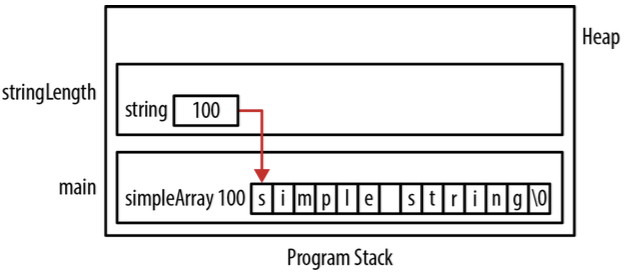 Heap
stringLength
string 100
main
simpleArray 100 s i m p l e s t r i n g \0
Program Stack